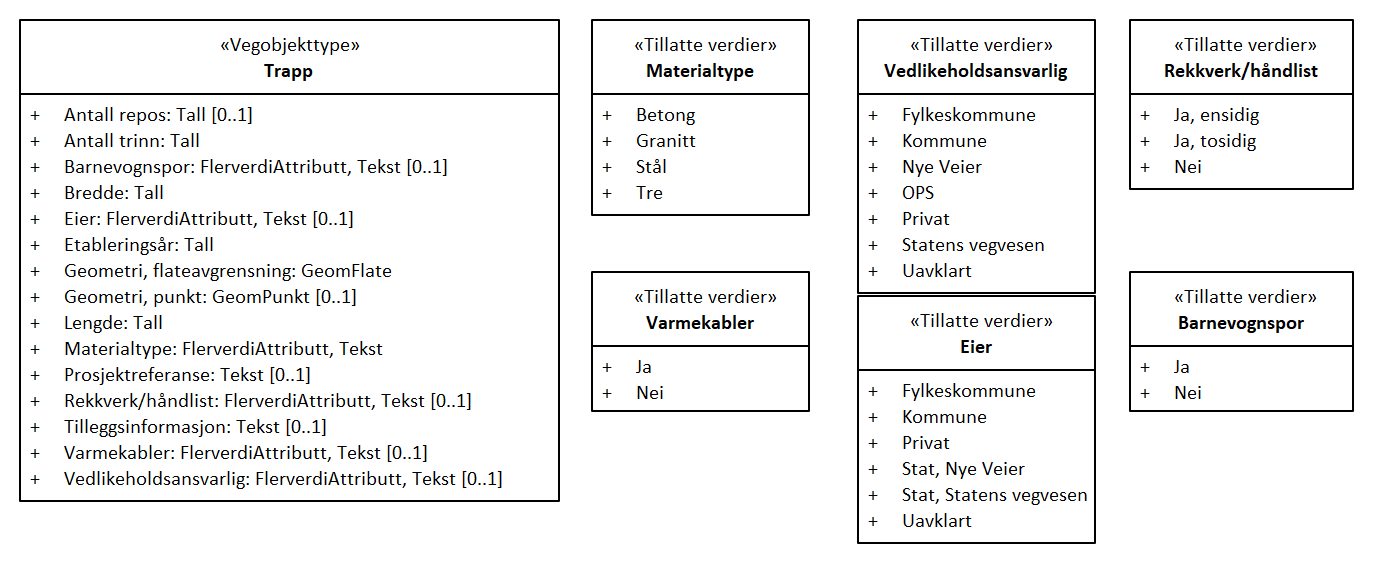 «Vegobjekttype»
Trapp
+ Antall repos: Tall [0..1]
+ Antall trinn: Tall
+ Barnevognspor: FlerverdiAttributt, Tekst [0..1]
+ Bredde: Tall
+ Eier: FlerverdiAttributt, Tekst [0..1]
+ Etableringsår: Tall
+ Geometri, flateavgrensning: GeomFlate
+ Geometri, punkt: GeomPunkt [0..1]
+ Lengde: Tall
+ Materialtype: FlerverdiAttributt, Tekst
+ Prosjektreferanse: Tekst [0..1]
+ Rekkverk/håndlist: FlerverdiAttributt, Tekst [0..1]
+ Tilleggsinformasjon: Tekst [0..1]
+ Varmekabler: FlerverdiAttributt, Tekst [0..1]
+ Vedlikeholdsansvarlig: FlerverdiAttributt, Tekst [0..1]
«Tillatte verdier»
Materialtype
+ Betong
+ Granitt
+ Stål
+ Tre
«Tillatte verdier»
Varmekabler
+ Ja
+ Nei
«Tillatte verdier»
Vedlikeholdsansvarlig
+ Fylkeskommune
+ Kommune
+ Nye Veier
+ OPS
+ Privat
+ Statens vegvesen
+ Uavklart
«Tillatte verdier»
Eier
+ Fylkeskommune
+ Kommune
+ Privat
+ Stat, Nye Veier
+ Stat, Statens vegvesen
+ Uavklart
«Tillatte verdier»
Rekkverk/håndlist
+ Ja, ensidig
+ Ja, tosidig
+ Nei
«Tillatte verdier»
Barnevognspor
+ Ja
+ Nei